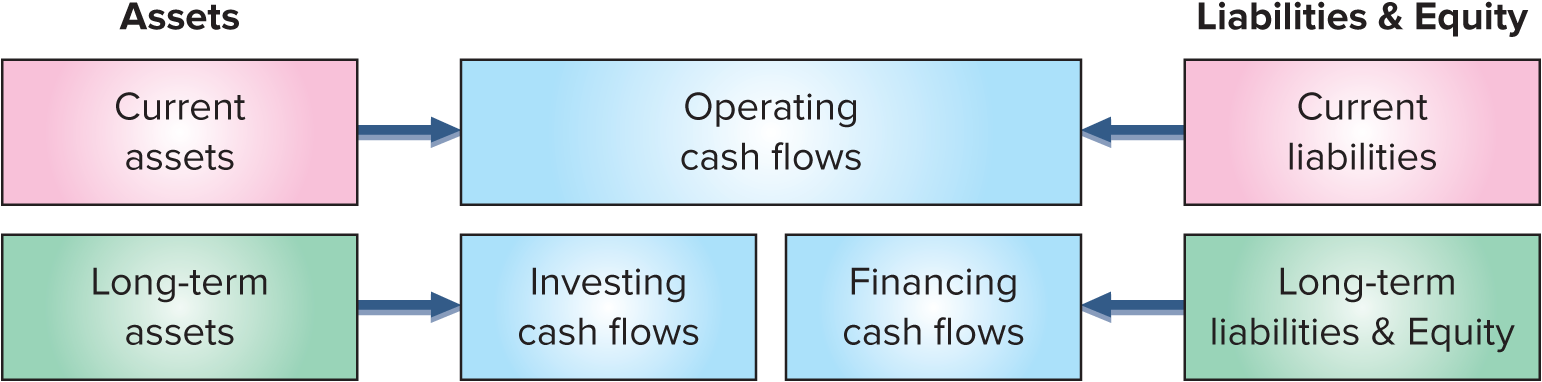 Assets
Liabilities & Equity
Current
assets
Operating
cash flows
Current
liabilities
Long-term
assets
Investing
cash flows
Financing
cash flows
Long-term
liabilities & Equity